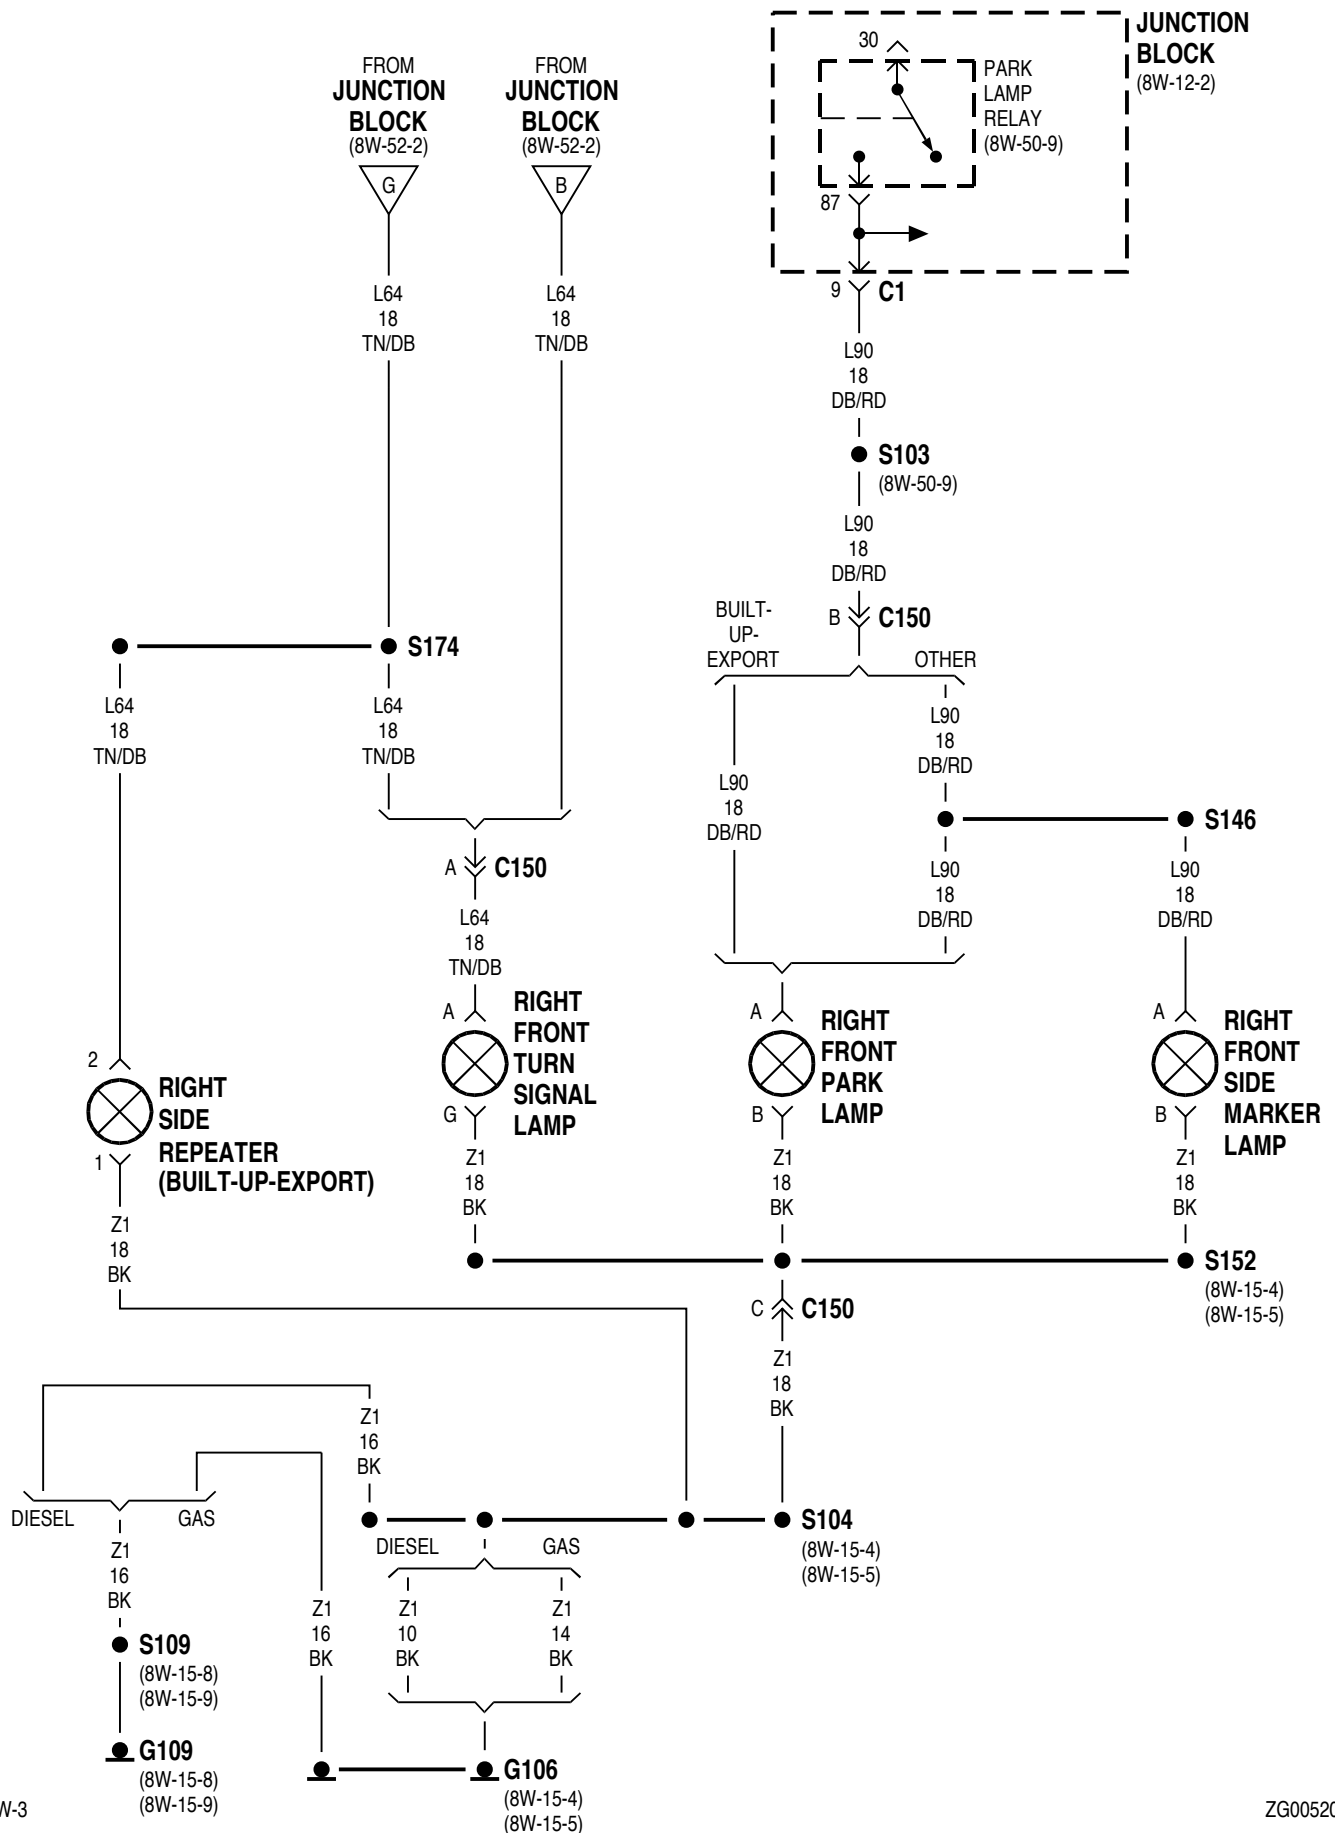 JUNCTION
BLOCK
(8W-12-2)
30
PARK
LAMP
RELAY
(8W-50-9)
87
9
C1
FROM
JUNCTION
BLOCK
(8W-52-2)
G
FROM
JUNCTION
BLOCK
(8W-52-2)
B
L64
18
TN/DB
L64
18
TN/DB
L90
18
DB/RD
S103
(8W-50-9)
L90
18
DB/RD
B
C150
BUILT-
UP-
EXPORT
OTHER
S174
L64
18
TN/DB
L64
18
TN/DB
L90
18
DB/RD
L90
18
DB/RD
S146
A
C150
L90
18
DB/RD
L90
18
DB/RD
L64
18
TN/DB
A
RIGHT
FRONT
TURN
SIGNAL
LAMP
G
A
RIGHT
FRONT
PARK
LAMP
B
A
RIGHT
FRONT
SIDE
MARKER
LAMP
B
2
RIGHT
SIDE
REPEATER
(BUILT-UP-EXPORT)
1
Z1
18
BK
Z1
18
BK
Z1
18
BK
Z1
18
BK
S152
(8W-15-4)
(8W-15-5)
C
C150
Z1
18
BK
Z1
16
BK
DIESEL
GAS
S104
(8W-15-4)
(8W-15-5)
DIESEL
GAS
Z1
16
BK
Z1
16
BK
Z1
10
BK
Z1
14
BK
S109
(8W-15-8)
(8W-15-9)
G109
(8W-15-8)
(8W-15-9)
G106
(8W-15-4)
(8W-15-5)
W-3
ZG00520